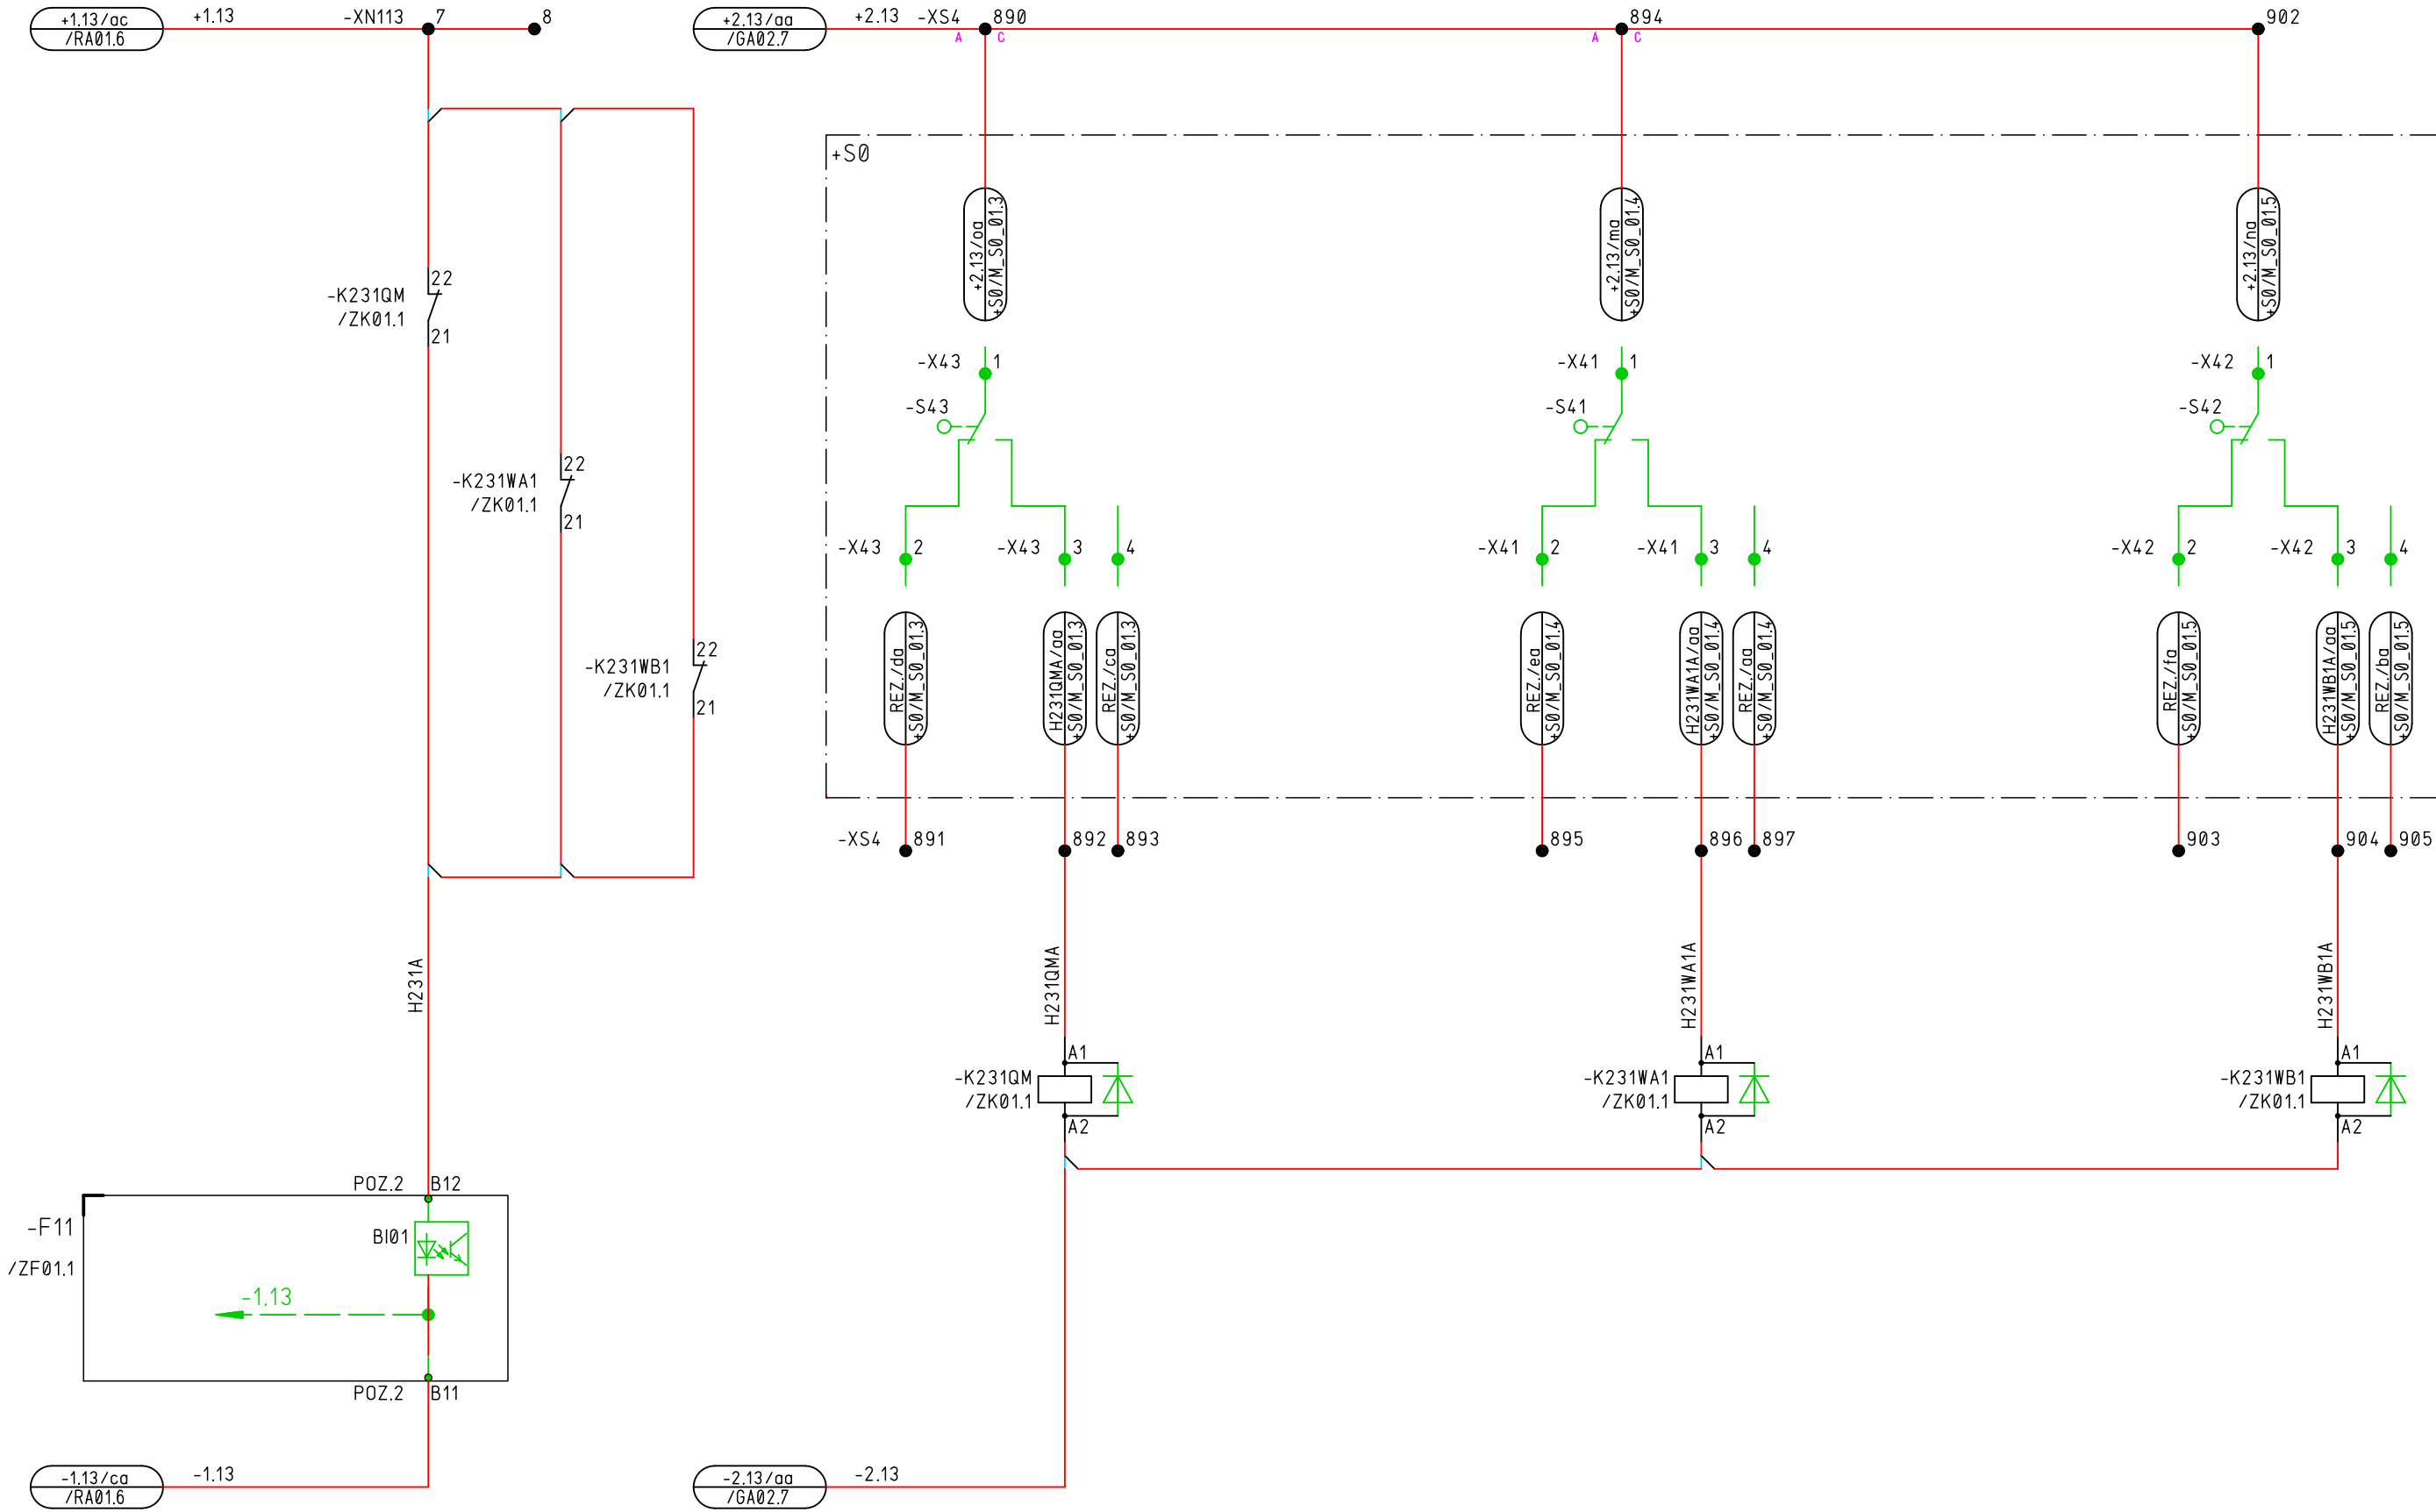 +1.13/ac
/RA01.6
+1.13
-XN113
7
8
+2.13/aa
/GA02.7
+2.13
-XS4
890
A
C
894
A
C
902
+S0
+2.13/oa
+S0/M_S0_01.3
+2.13/ma
+S0/M_S0_01.4
+2.13/na
+S0/M_S0_01.5
-K231QM
/ZK01.1
22
21
-K231WA1
/ZK01.1
22
21
-K231WB1
/ZK01.1
22
21
-X43
1
-S43
-X41
1
-S41
-X42
1
-S42
-X43
2
-X43
3
4
-X41
2
-X41
3
4
-X42
2
-X42
3
4
REZ./da
+S0/M_S0_01.3
H231QMA/aa
+S0/M_S0_01.3
REZ./ca
+S0/M_S0_01.3
REZ./ea
+S0/M_S0_01.4
H231WA1A/aa
+S0/M_S0_01.4
REZ./aa
+S0/M_S0_01.4
REZ./fa
+S0/M_S0_01.5
H231WB1A/aa
+S0/M_S0_01.5
REZ./ba
+S0/M_S0_01.5
-XS4
891
892
893
895
896
897
903
904
905
H231A
H231QMA
H231WA1A
H231WB1A
-K231QM
/ZK01.1
A1
A2
-K231WA1
/ZK01.1
A1
A2
-K231WB1
/ZK01.1
A1
A2
POZ.2
B12
-F11
/ZF01.1
BI01
-1.13
POZ.2
B11
-1.13/ca
/RA01.6
-1.13
-2.13/aa
/GA02.7
-2.13